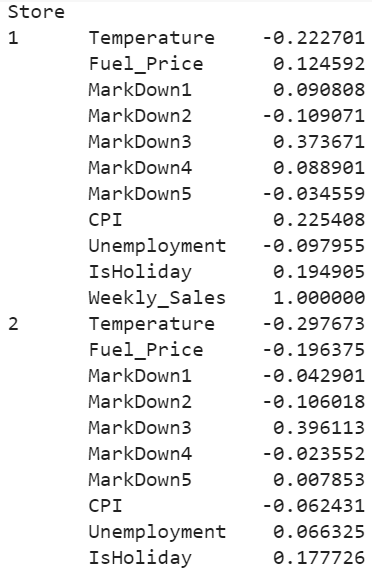 Store
1      Temperature    -0.222701
       Fuel_Price      0.124592
       MarkDown1       0.090808
       MarkDown2      -0.109071
       MarkDown3       0.373671
       MarkDown4       0.088901
       MarkDown5      -0.034559
       CPI             0.225408
       Unemployment   -0.097955
       IsHoliday       0.194905
       Weekly_Sales    1.000000
2      Temperature    -0.297673
       Fuel_Price     -0.196375
       MarkDown1      -0.042901
       MarkDown2      -0.106018
       MarkDown3       0.396113
       MarkDown4      -0.023552
       MarkDown5       0.007853
       CPI            -0.062431
       Unemployment    0.066325
       IsHoliday       0.177726